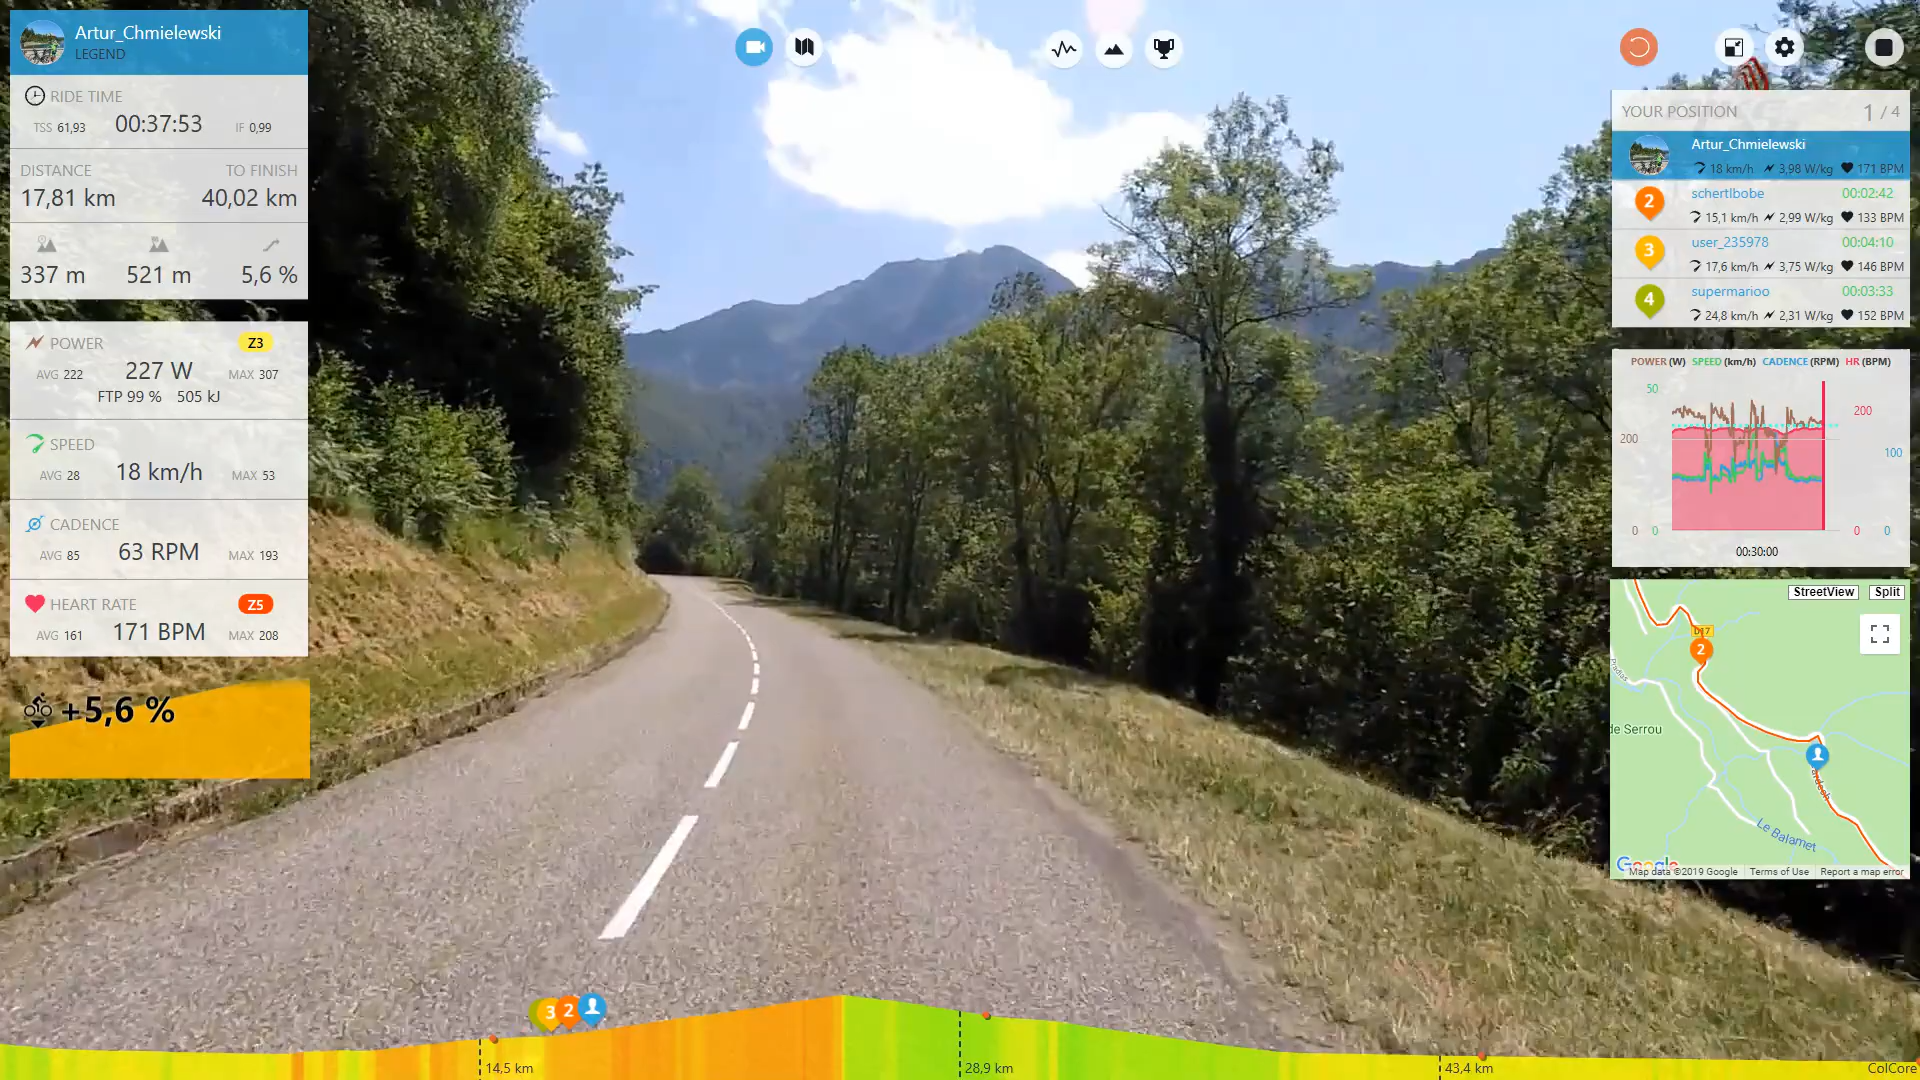 Artur_Chmielewski
LEGEND
RIDE TIME
TSS 61,93 00:37:53 IF 0,99
DISTANCE TO FINISH
17,81 km 40,02 km
337 m 521 m 5,6 %
POWER Z3
AVG 222 227 W MAX 307
FTP 99 % 505 kJ
SPEED
AVG 28 18 km/h MAX 53
CADENCE
AVG 85 63 RPM MAX 193
HEART RATE Z5
AVG 161 171 BPM MAX 208
+5,6 %
YOUR POSITION 1 / 4
Artur_Chmielewski
18 km/h 3,98 W/kg 171 BPM
2 schertlbobe 00:02:42
15,1 km/h 2,99 W/kg 133 BPM
3 user_235978 00:04:10
17,6 km/h 3,75 W/kg 146 BPM
4 supermarioo 00:03:33
24,8 km/h 2,31 W/kg 152 BPM
POWER (W) SPEED (km/h) CADENCE (RPM) HR (BPM)
50
200
200
100
0 0 0 0
00:30:00
StreetView Split
D17
2
Pradas
de Serrou
Le Balamet
Google
Map data ©2019 Google Terms of Use Report a map error
3 2
14,5 km 28,9 km 43,4 km ColCore